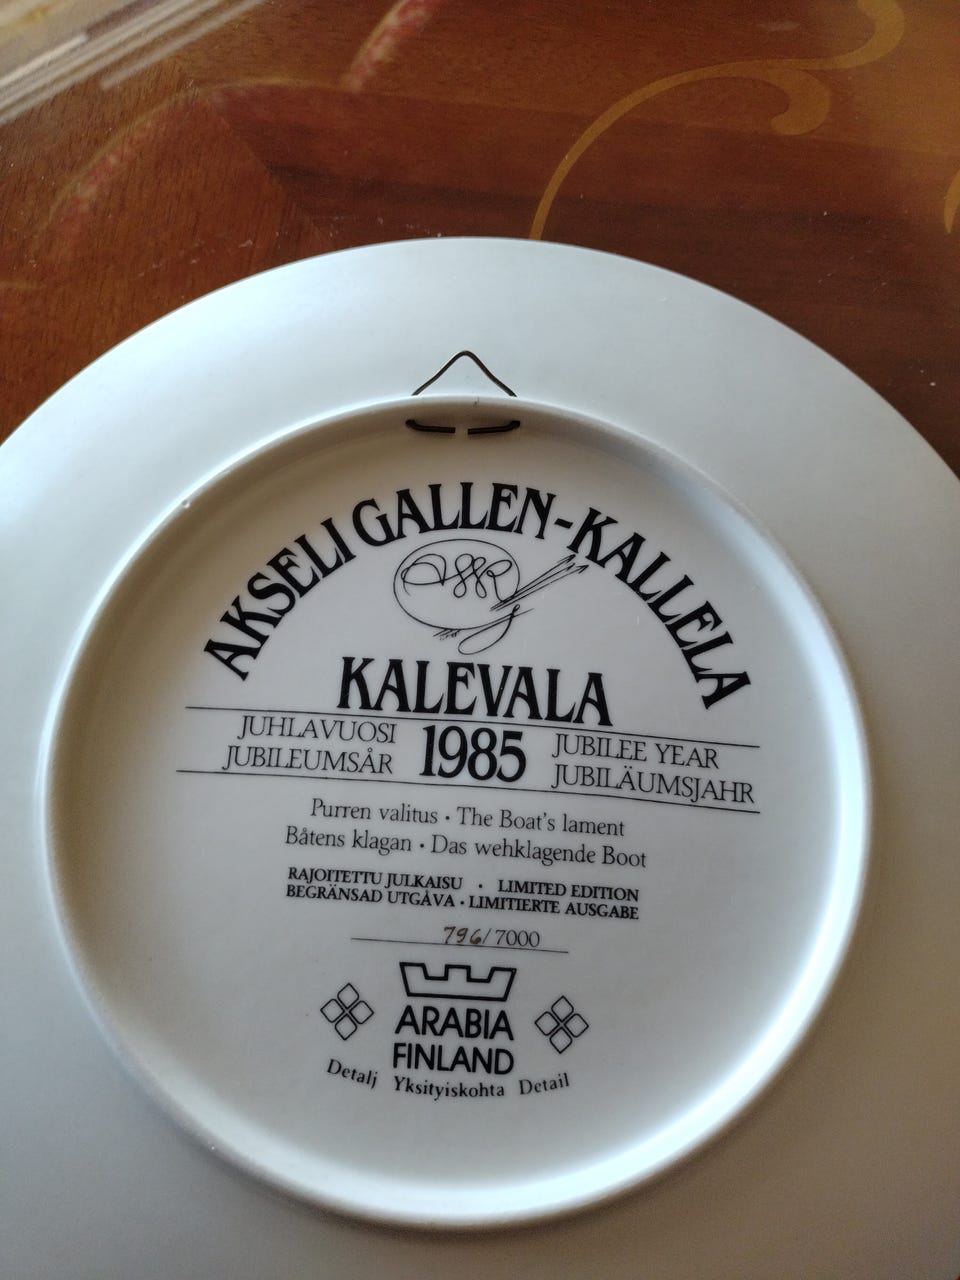 AKSELI GALLEN-KALLELA
KALEVALA
JUHLAVUOSI 1985 JUBILEE YEAR
JUBILEUMSÅR JUBILÄUMSJAHR
Purren valitus · The Boat's lament
Båtens klagan · Das wehklagende Boot
RAJOITETTU JULKAISU · LIMITED EDITION
BEGRÄNSAD UTGÅVA · LIMITIERTE AUSGABE
796/7000
ARABIA
FINLAND
Detalj Yksityiskohta Detail